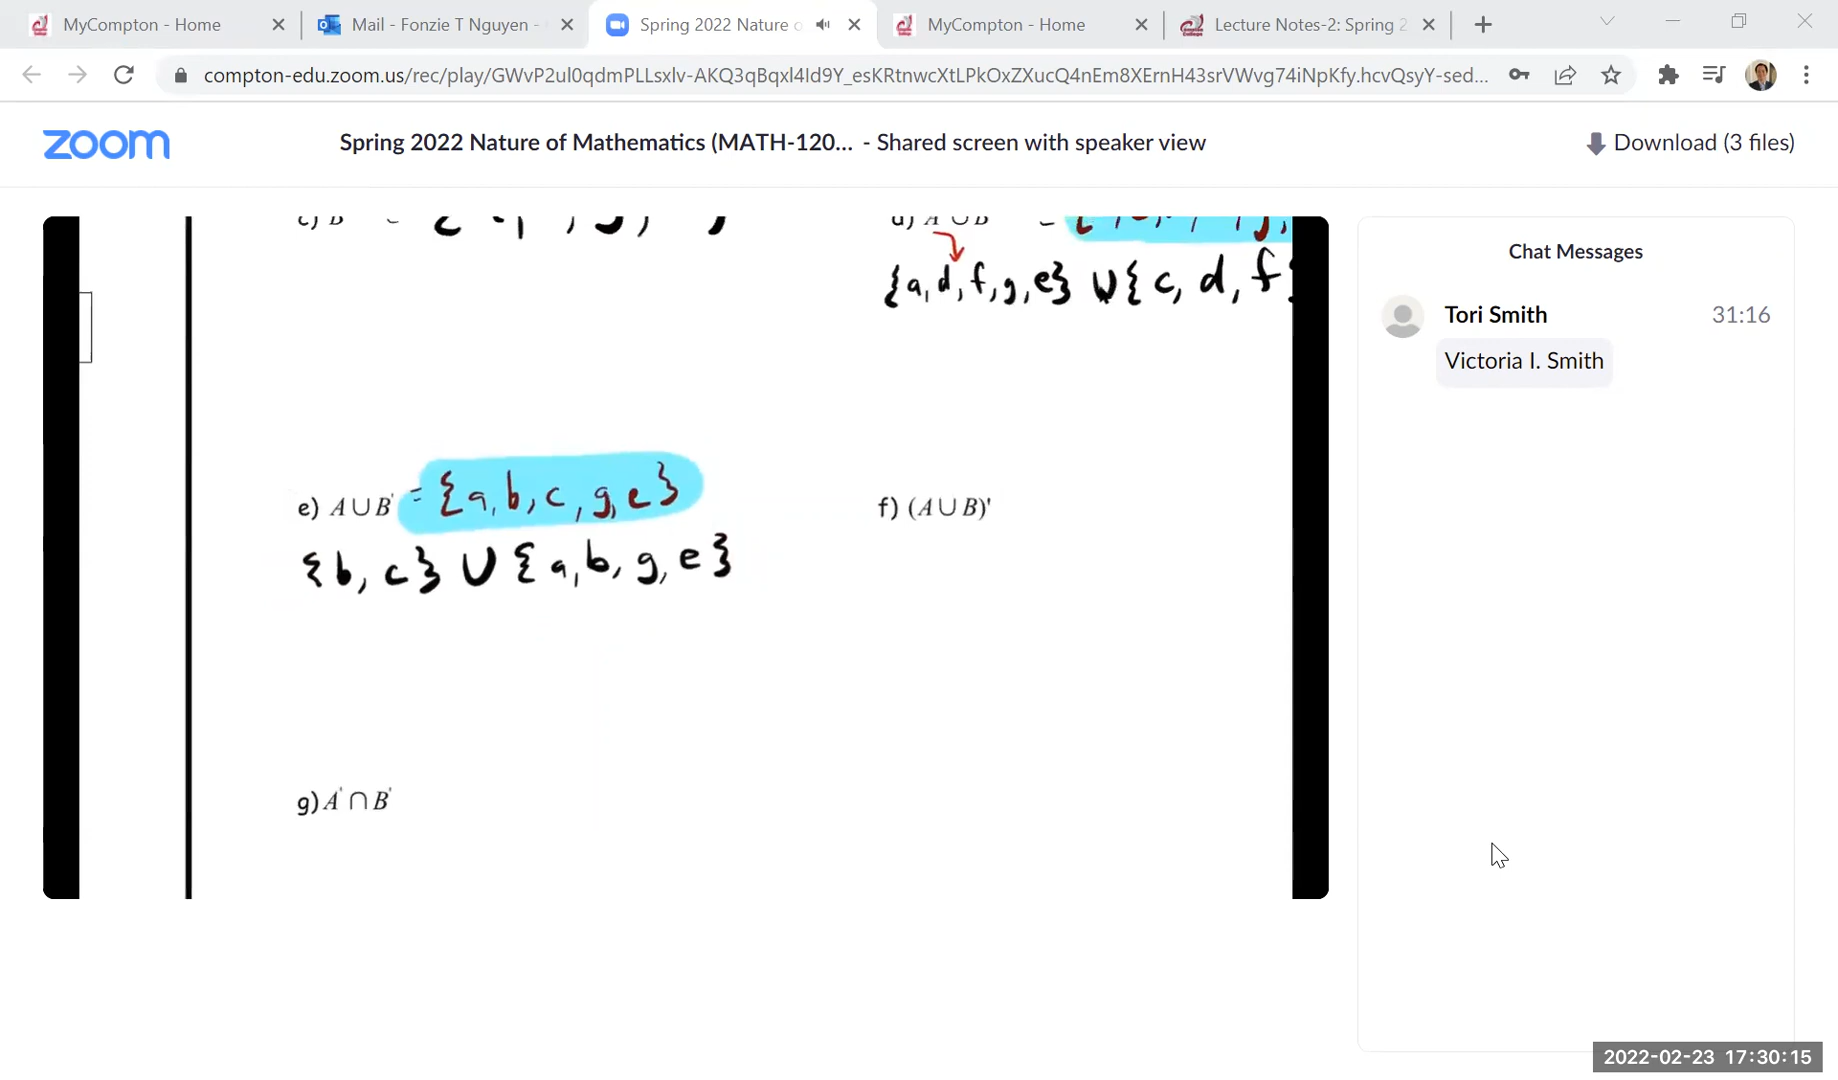 MyCompton - Home
Mail - Fonzie T Nguyen -
Spring 2022 Nature o
MyCompton - Home
Lecture Notes-2: Spring 2
compton-edu.zoom.us/rec/play/GWvP2ul0qdmPLLsxlv-AKQ3qBqxl4Id9Y_esKRtnwcXtLPkOxZXucQ4nEm8XErnH43srVWvg74iNpKfy.hcvQsyY-sed...
zoom
Spring 2022 Nature of Mathematics (MATH-120... - Shared screen with speaker view
Download (3 files)
{a,d,f,g,e} ∪ {c, d, f
e) A∪B' = {a, b, c, g, e}
{b, c} ∪ {a, b, g, e}
f) (A∪B)'
g) A'∩B'
Chat Messages
Tori Smith 31:16
Victoria I. Smith
2022-02-23 17:30:15